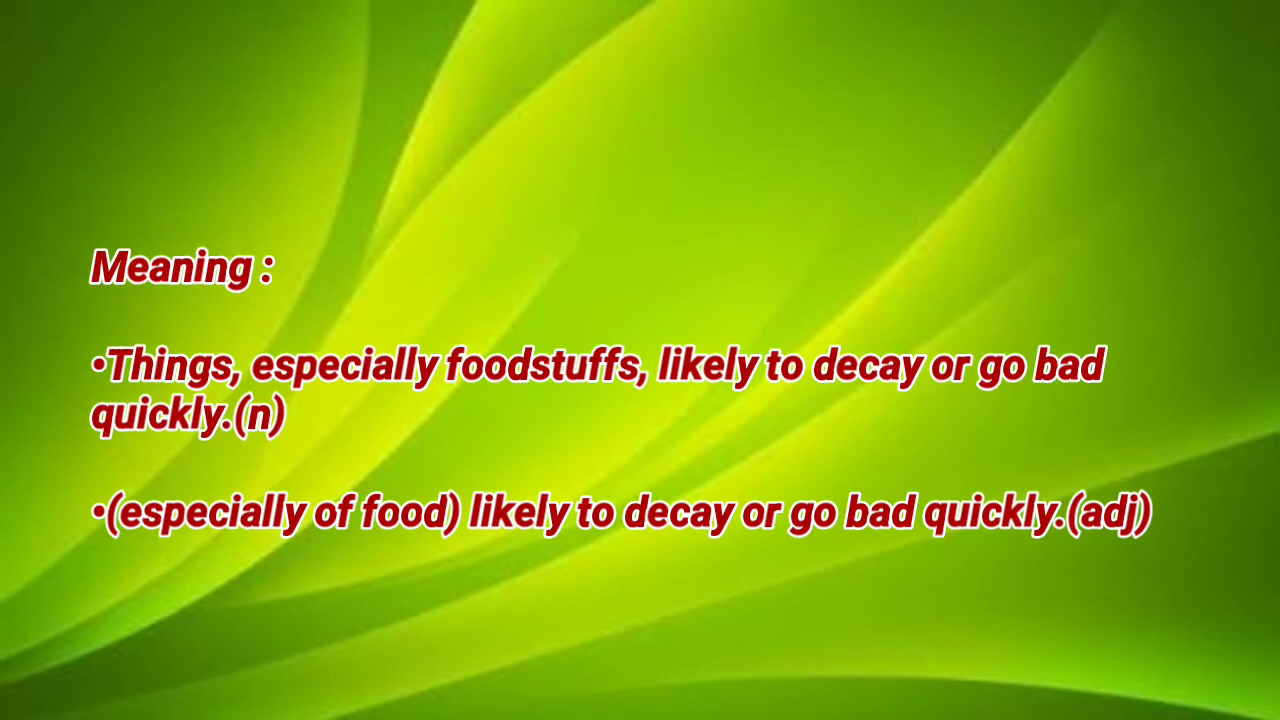 Meaning :
•Things, especially foodstuffs, likely to decay or go bad
quickly.(n)
•(especially of food) likely to decay or go bad quickly.(adj)